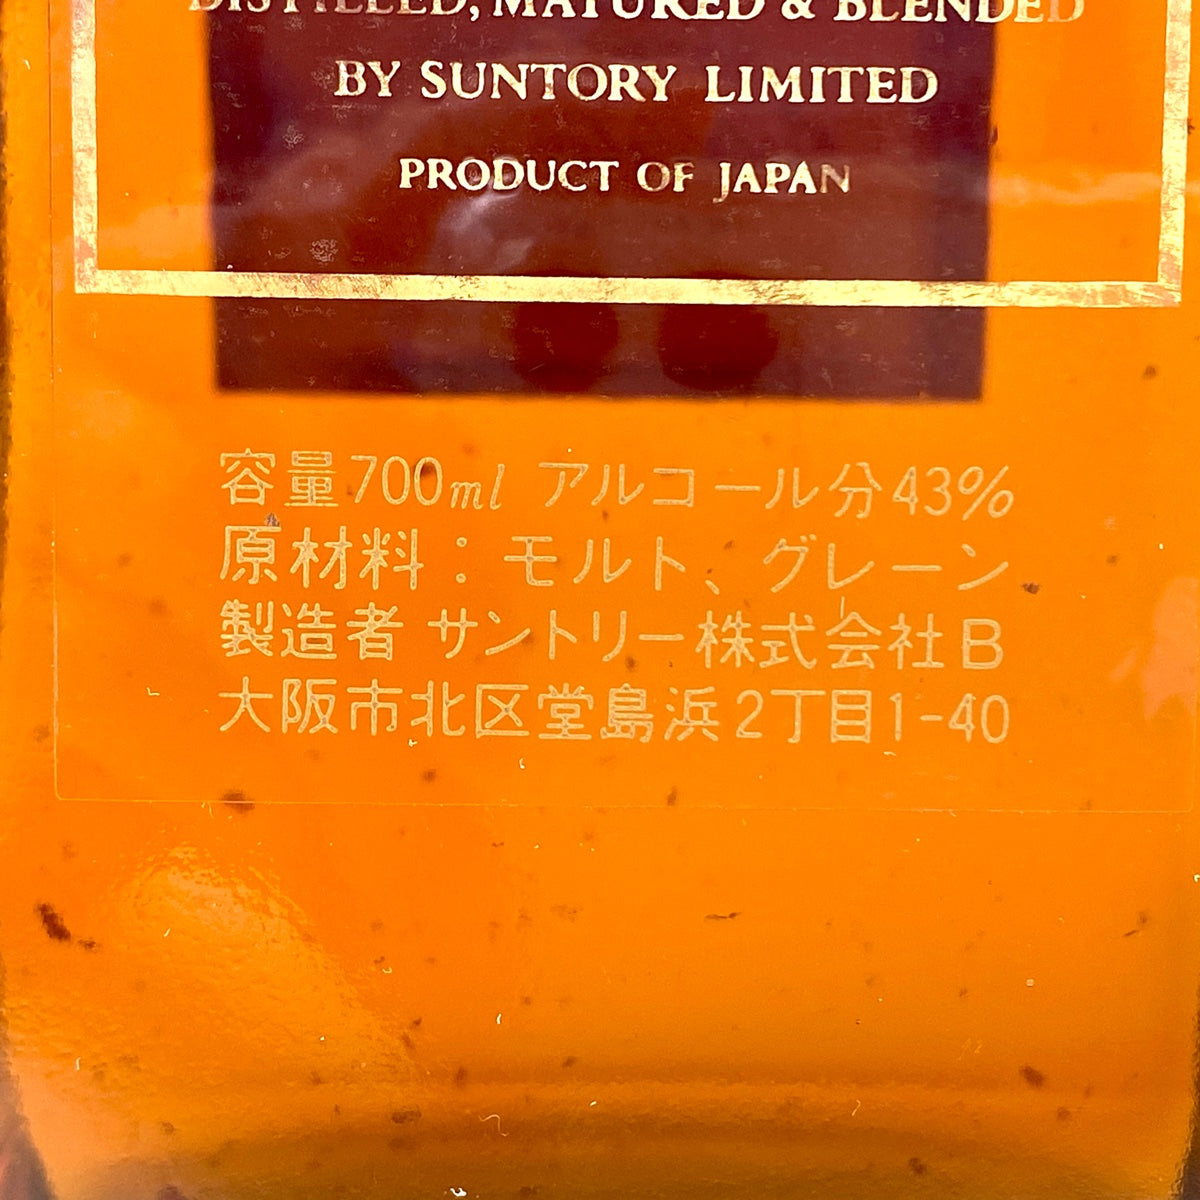 DISTILLED, MATURED & BLENDED
BY SUNTORY LIMITED
PRODUCT OF JAPAN
容量700ml アルコール分43%
原材料：モルト、グレーン
製造者 サントリー株式会社B
大阪市北区堂島浜2丁目1-40